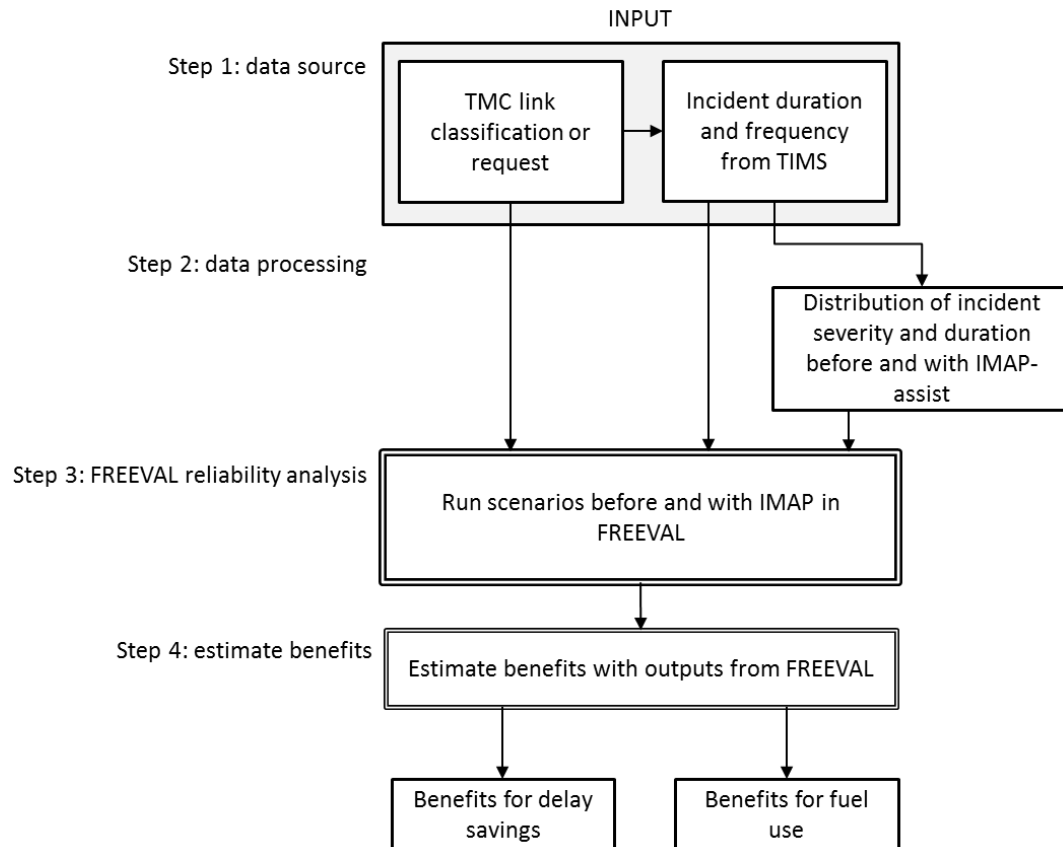 INPUT
Step 1: data source
TMC link
classification or
request
Incident duration
and frequency
from TIMS
Step 2: data processing
Distribution of incident
severity and duration
before and with IMAP-
assist
Step 3: FREEVAL reliability analysis
Run scenarios before and with IMAP in
FREEVAL
Step 4: estimate benefits
Estimate benefits with outputs from FREEVAL
Benefits for delay
savings
Benefits for fuel
use